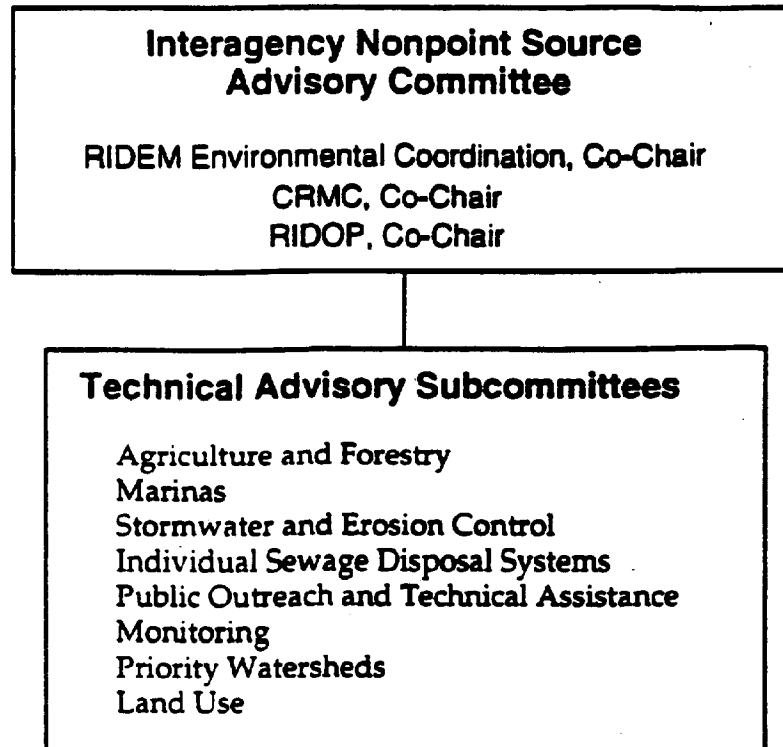 Interagency Nonpoint Source
Advisory Committee
RIDEM Environmental Coordination, Co-Chair
CRMC, Co-Chair
RIDOP, Co-Chair
Technical Advisory Subcommittees
Agriculture and Forestry
Marinas
Stormwater and Erosion Control
Individual Sewage Disposal Systems
Public Outreach and Technical Assistance
Monitoring
Priority Watersheds
Land Use